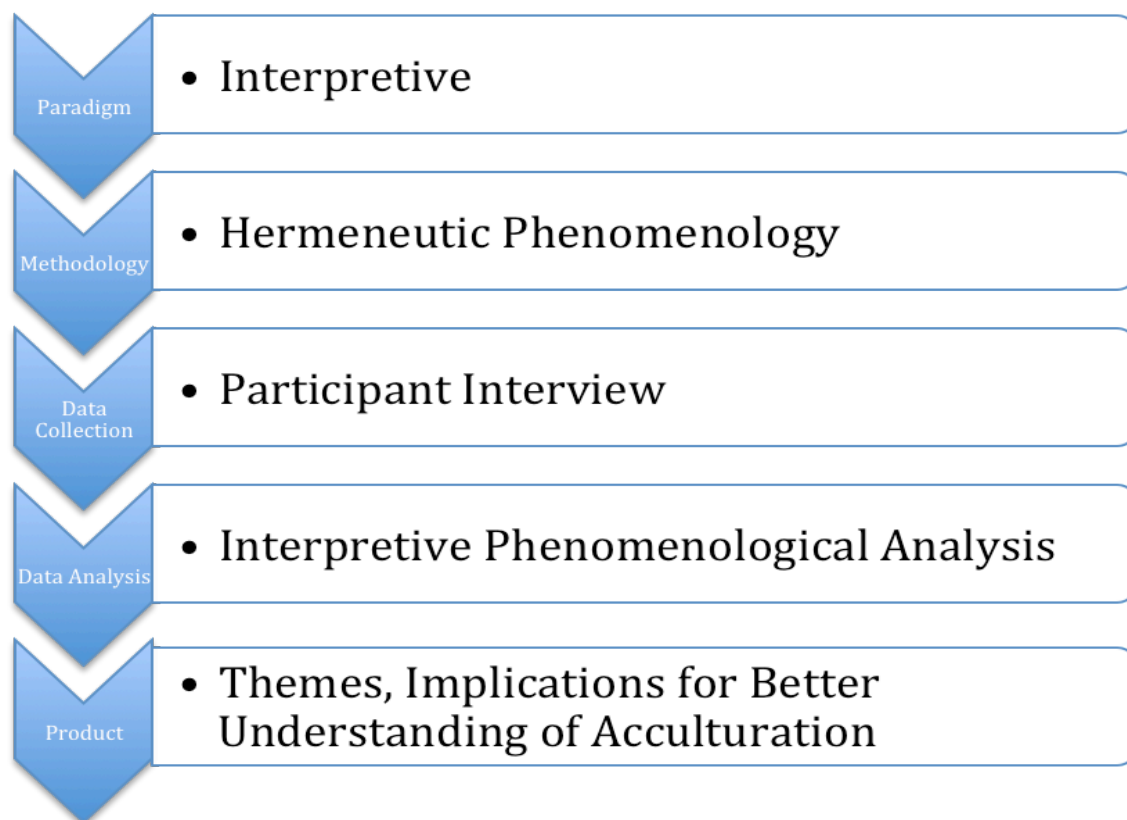 Paradigm
• Interpretive
Methodology
• Hermeneutic Phenomenology
Data
Collection
• Participant Interview
Data Analysis
• Interpretive Phenomenological Analysis
Product
• Themes, Implications for Better
Understanding of Acculturation